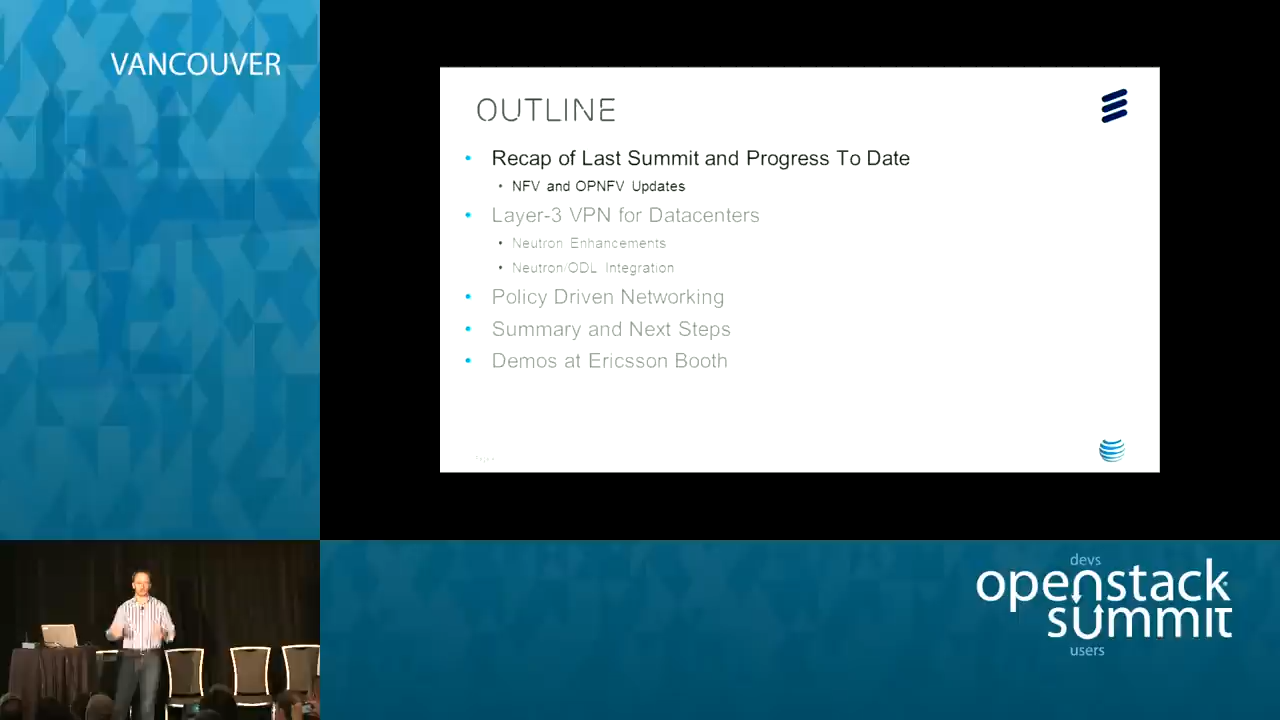 VANCOUVER
OUTLINE
• Recap of Last Summit and Progress To Date
• NFV and OPNFV Updates
• Layer-3 VPN for Datacenters
• Neutron Enhancements
• Neutron/ODL Integration
• Policy Driven Networking
• Summary and Next Steps
• Demos at Ericsson Booth
devs
openstack
summit
users